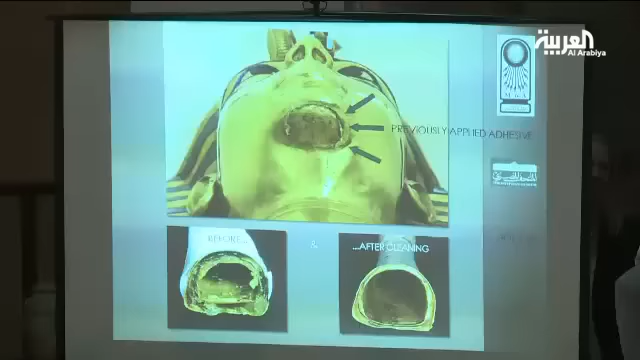 العربية
Al Arabiya
PREVIOUSLY APPLIED ADHESIVE
BEFORE...
&
...AFTER CLEANING